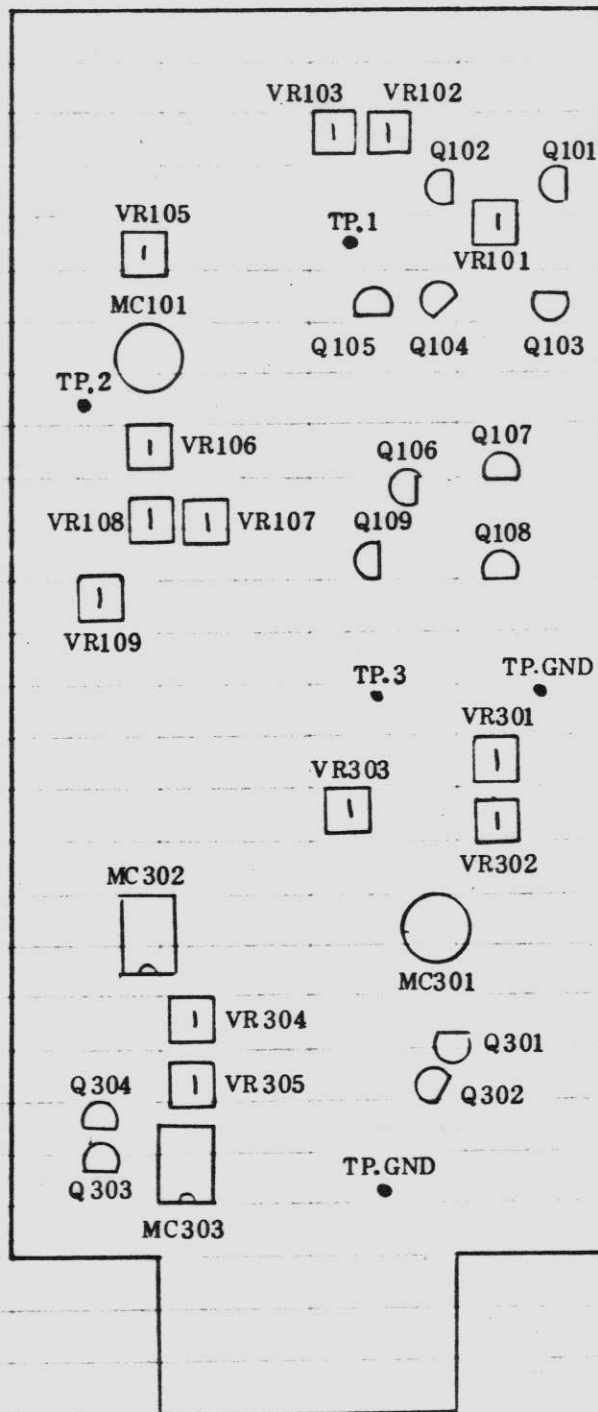 VR103 VR102
Q102 Q101
VR105
TP.1
VR101
MC101
Q105 Q104 Q103
TP.2
VR106
Q106 Q107
VR108 VR107
Q109 Q108
VR109
TP.3 TP.GND
VR301
VR303
VR302
MC302
MC301
VR304
Q301
VR305
Q304
Q302
Q303
TP.GND
MC303